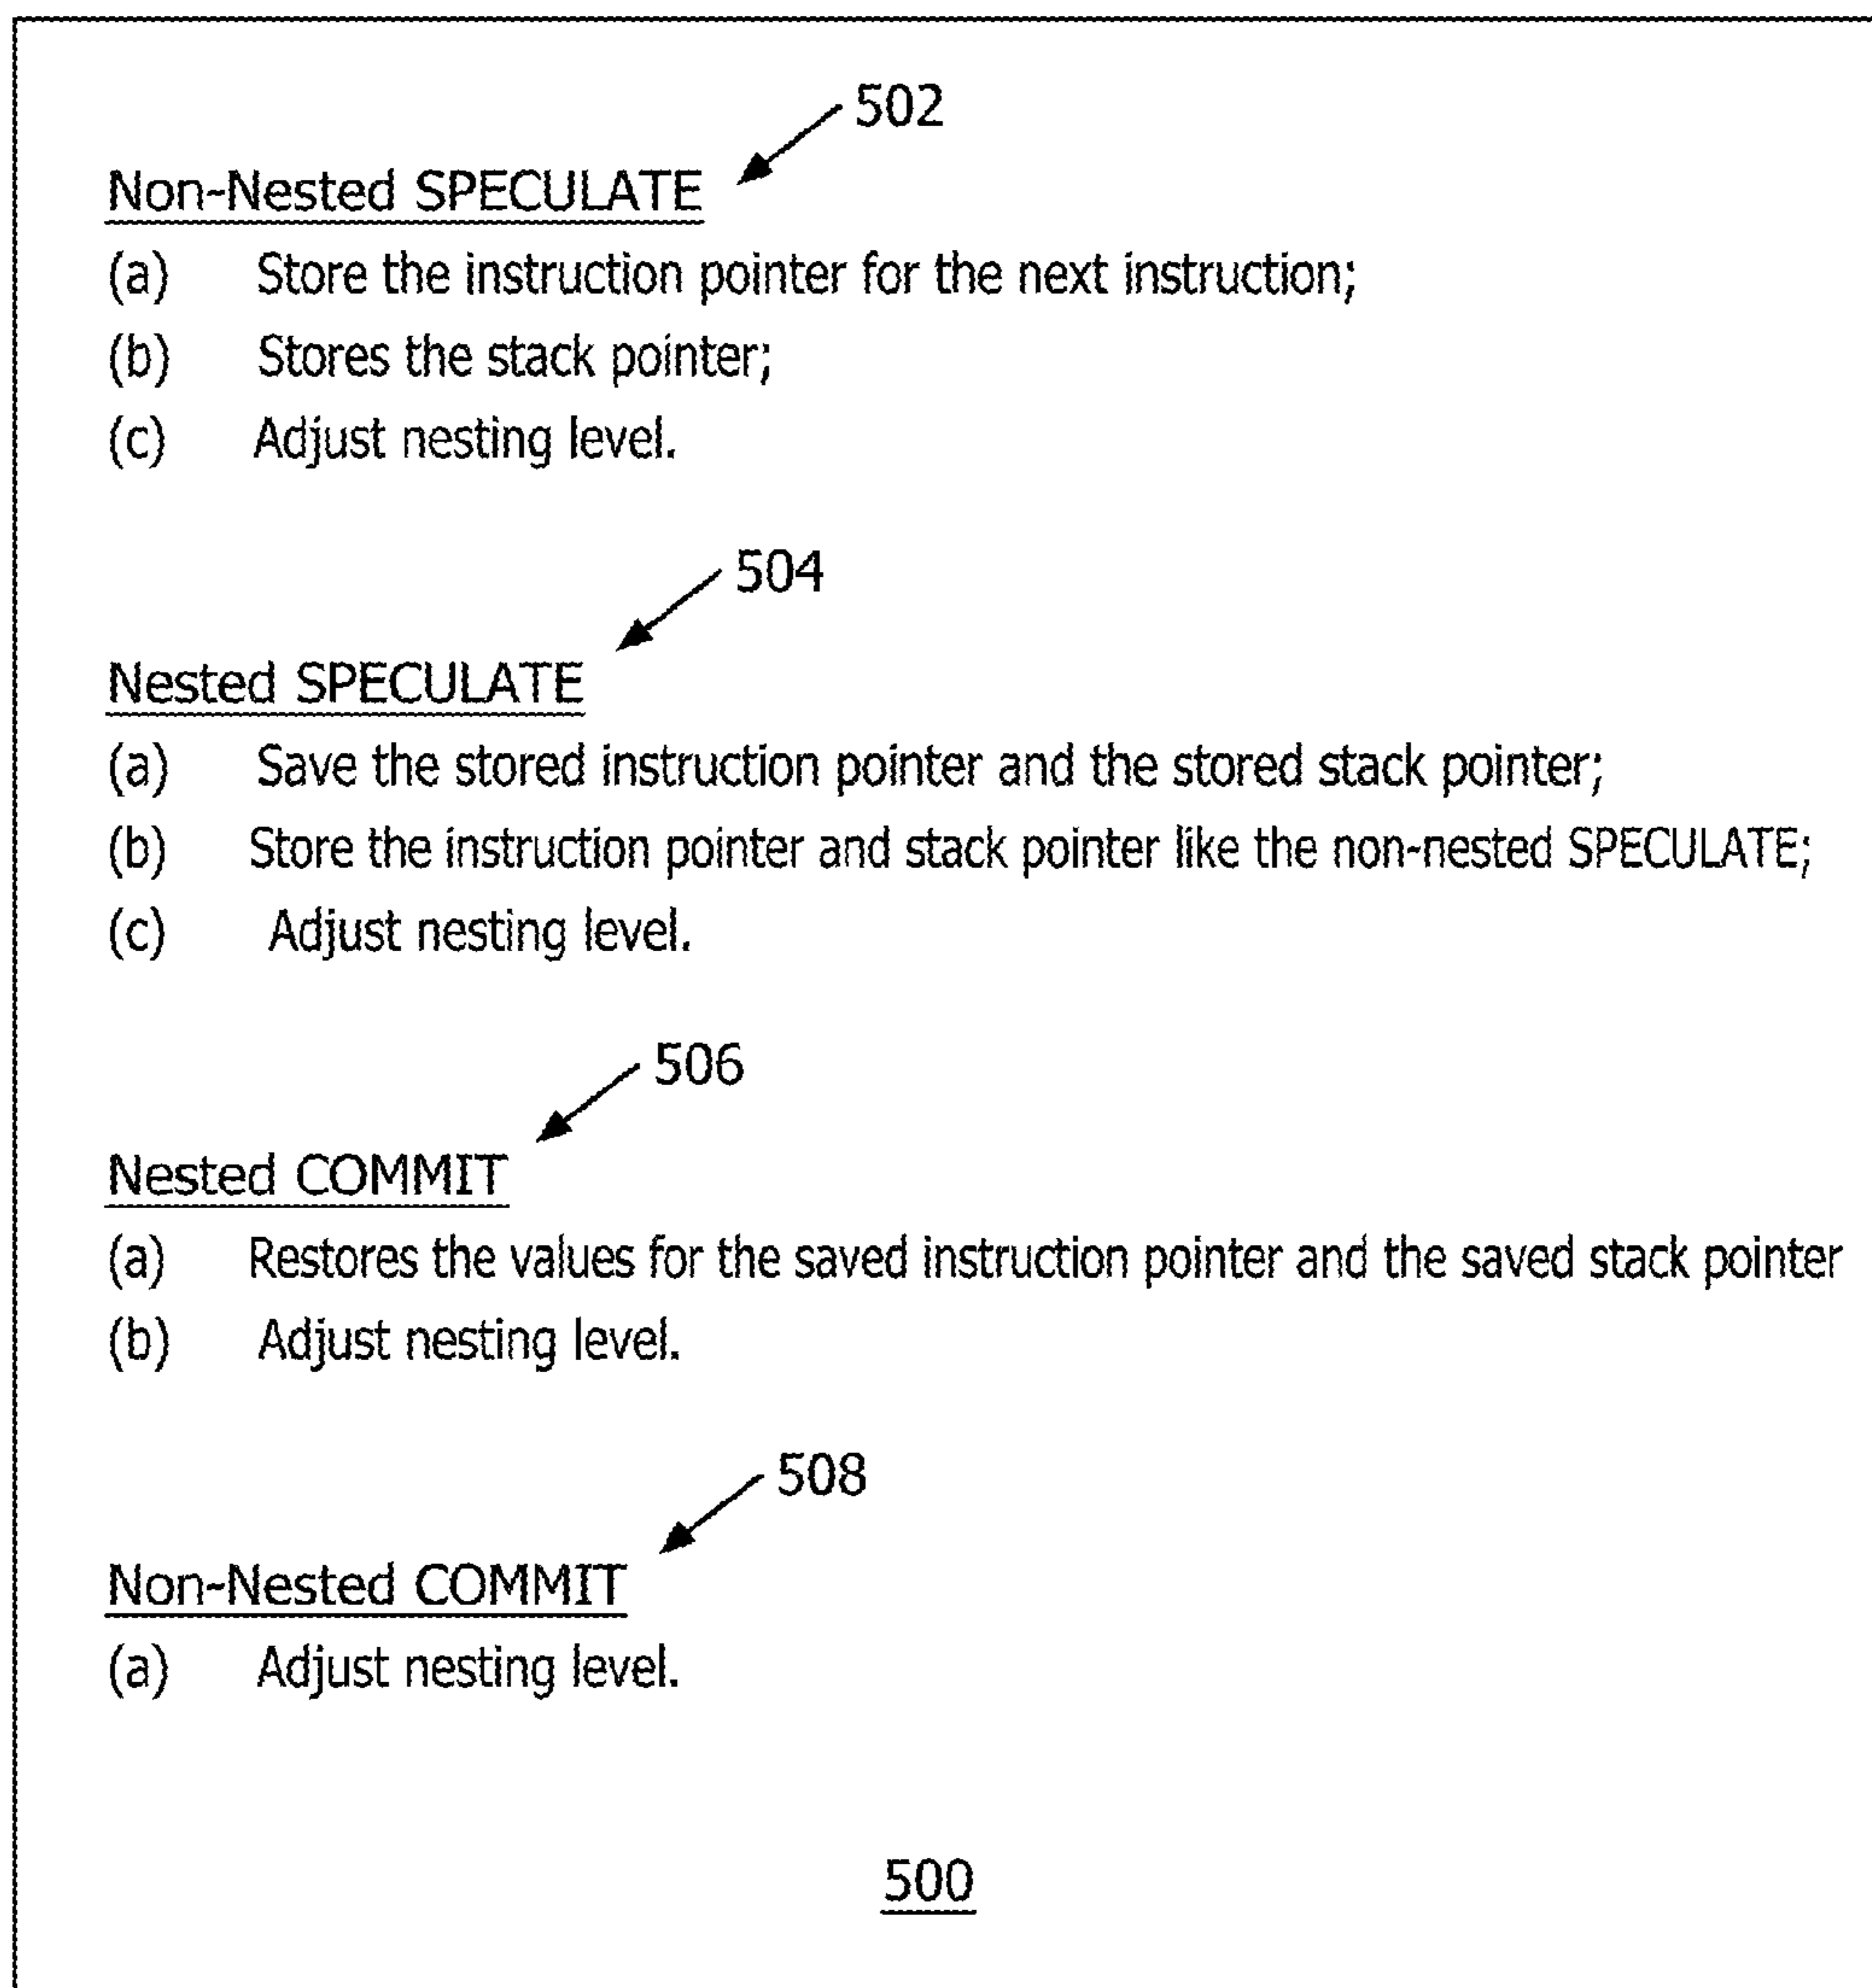 502
Non-Nested SPECULATE
(a) Store the instruction pointer for the next instruction;
(b) Stores the stack pointer;
(c) Adjust nesting level.
504
Nested SPECULATE
(a) Save the stored instruction pointer and the stored stack pointer;
(b) Store the instruction pointer and stack pointer like the non-nested SPECULATE;
(c) Adjust nesting level.
506
Nested COMMIT
(a) Restores the values for the saved instruction pointer and the saved stack pointer
(b) Adjust nesting level.
508
Non-Nested COMMIT
(a) Adjust nesting level.
500